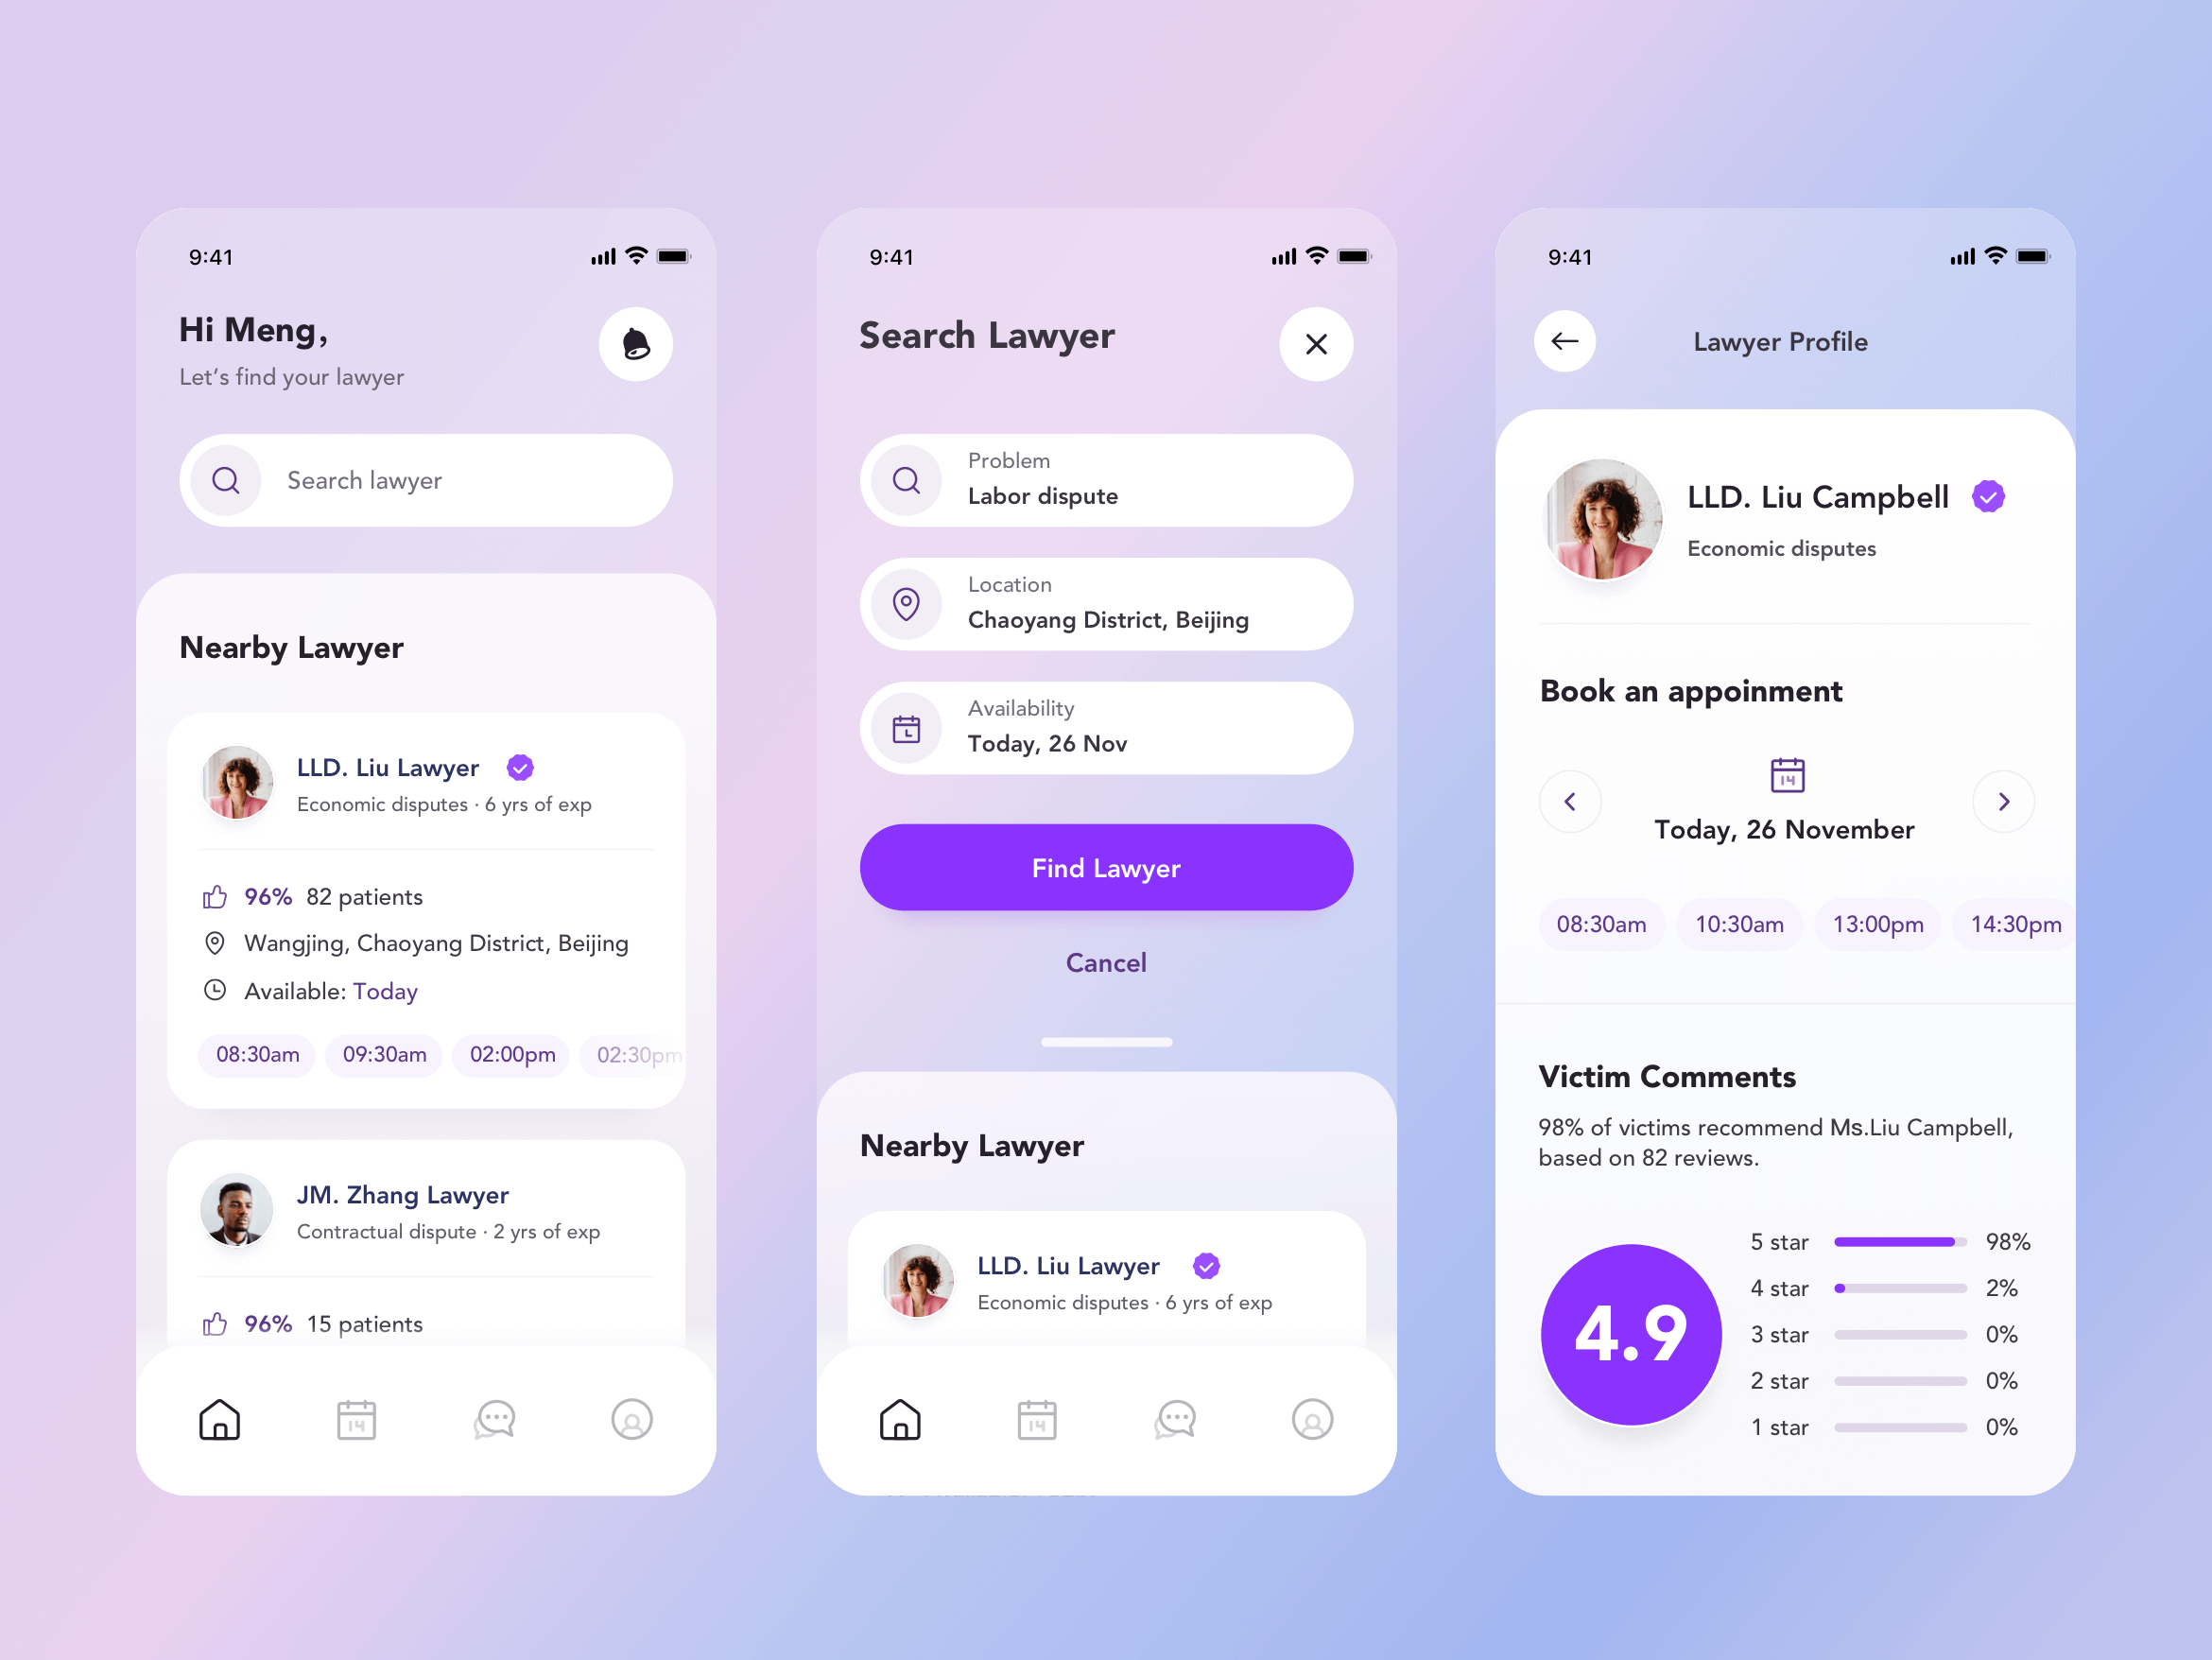 9:41
Hi Meng,
Let's find your lawyer
Search lawyer
Nearby Lawyer
LLD. Liu Lawyer
Economic disputes · 6 yrs of exp
96% 82 patients
Wangjing, Chaoyang District, Beijing
Available: Today
08:30am 09:30am 02:00pm 02:30pm
JM. Zhang Lawyer
Contractual dispute · 2 yrs of exp
96% 15 patients
14
9:41
Search Lawyer
Problem
Labor dispute
Location
Chaoyang District, Beijing
Availability
Today, 26 Nov
Find Lawyer
Cancel
Nearby Lawyer
LLD. Liu Lawyer
Economic disputes · 6 yrs of exp
14
9:41
Lawyer Profile
LLD. Liu Campbell
Economic disputes
Book an appoinment
14
Today, 26 November
08:30am 10:30am 13:00pm 14:30pm
Victim Comments
98% of victims recommend Ms.Liu Campbell,
based on 82 reviews.
4.9
5 star 98%
4 star 2%
3 star 0%
2 star 0%
1 star 0%